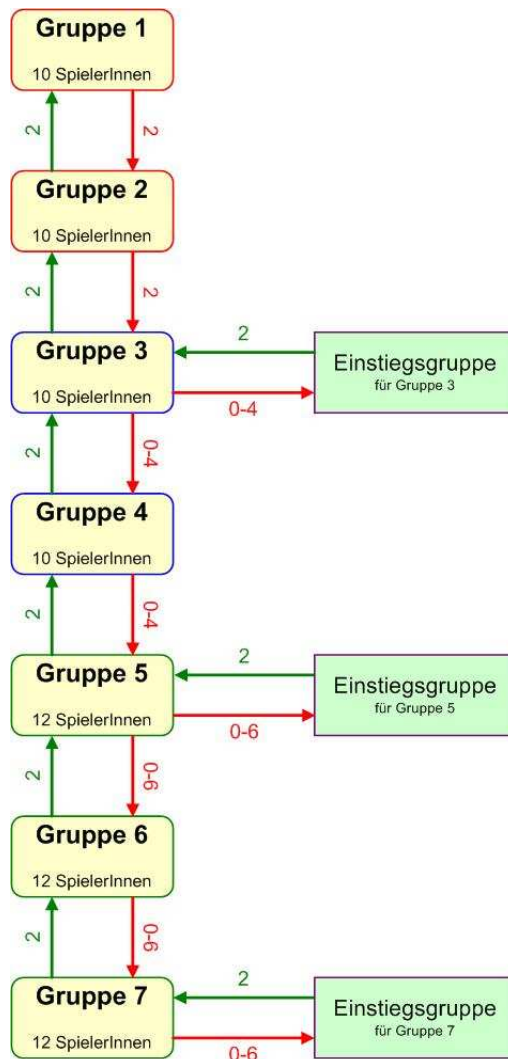 Gruppe 1
10 SpielerInnen
2
2
Gruppe 2
10 SpielerInnen
2
2
Gruppe 3
10 SpielerInnen
2
0-4
Einstiegsgruppe
für Gruppe 3
2
0-4
Gruppe 4
10 SpielerInnen
2
0-4
Gruppe 5
12 SpielerInnen
2
0-6
Einstiegsgruppe
für Gruppe 5
2
0-6
Gruppe 6
12 SpielerInnen
2
0-6
Gruppe 7
12 SpielerInnen
2
0-6
Einstiegsgruppe
für Gruppe 7